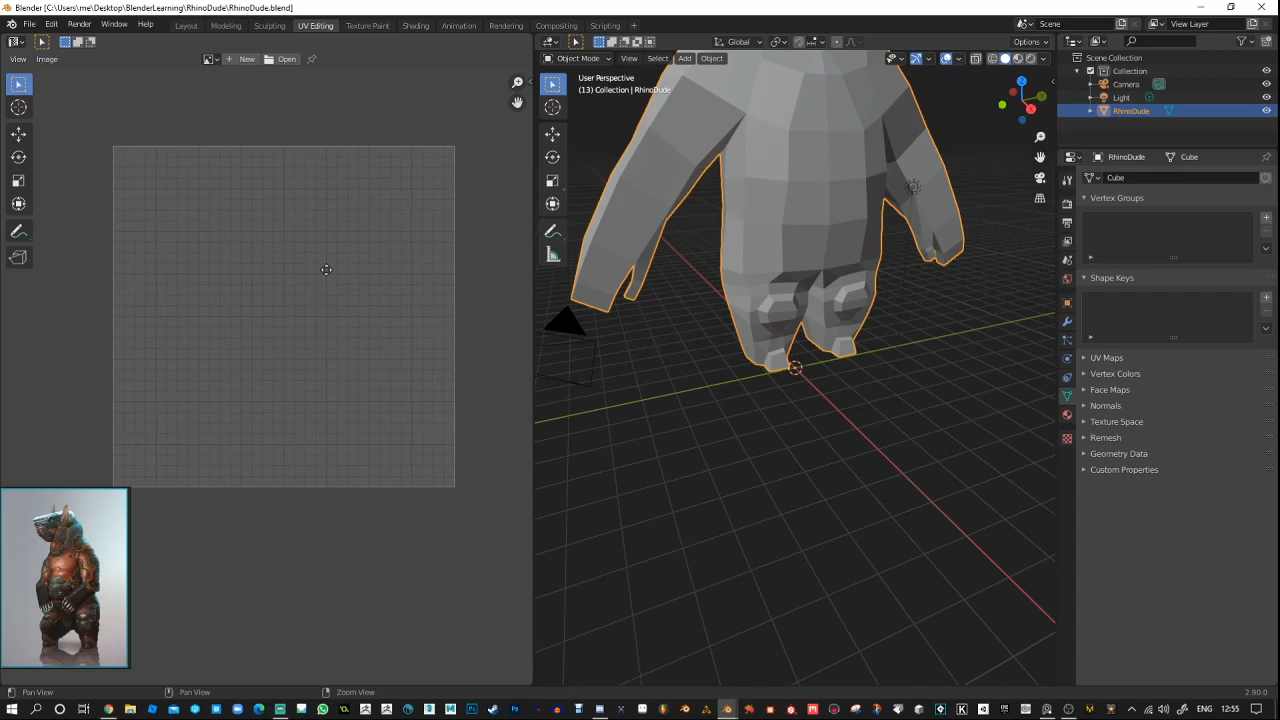 Blender [C:\Users\me\Desktop\BlenderLearning\RhinoDude\RhinoDude.blend]
File Edit Render Window Help Layout Modeling Sculpting UV Editing Texture Paint Shading Animation Rendering Compositing Scripting + Scene View Layer
Global Options
View Image New Open Object Mode View Select Add Object
User Perspective
(13) Collection | RhinoDude
Scene Collection
Collection
Camera
Light
RhinoDude
RhinoDude Cube
Cube
Vertex Groups
Shape Keys
UV Maps
Vertex Colors
Face Maps
Normals
Texture Space
Remesh
Geometry Data
Custom Properties
Pan View Pan View Zoom View 2.90.0
12:55